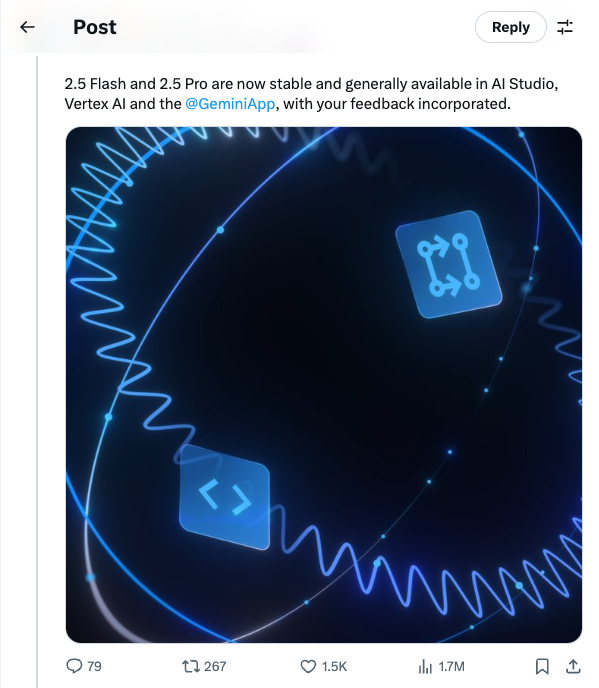 Post
Reply
2.5 Flash and 2.5 Pro are now stable and generally available in AI Studio,
Vertex AI and the @GeminiApp, with your feedback incorporated.
79
267
1.5K
1.7M